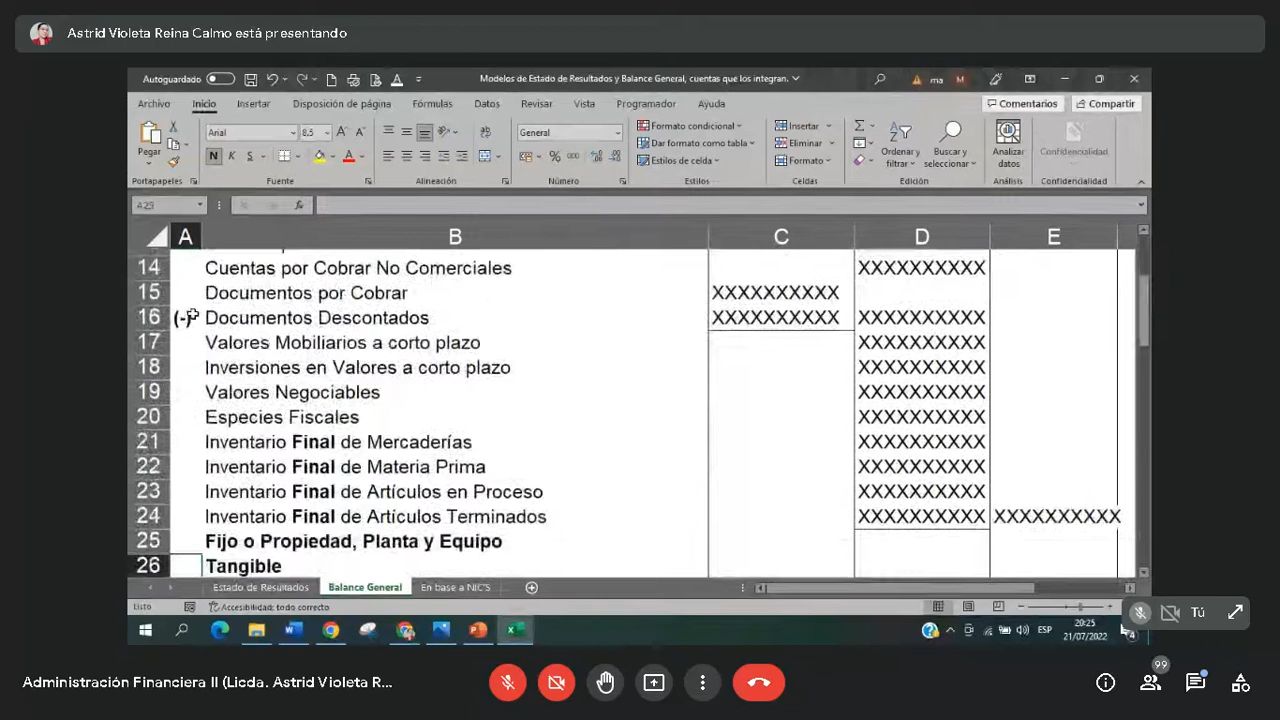 Astrid Violeta Reina Calmo está presentando
Autoguardado
Modelos de Estado de Resultados y Balance General, cuentas que los integran.
ma
M
Archivo Inicio Insertar Disposición de página Fórmulas Datos Revisar Vista Programador Ayuda
Comentarios Compartir
Pegar
Arial 8,5
N K S
General
Formato condicional
Dar formato como tabla
Estilos de celda
Insertar
Eliminar
Formato
Ordenar y filtrar
Buscar y seleccionar
Analizar datos
Confidencialidad
Portapapeles Fuente Alineación Número Estilos Celdas Edición Análisis Confidencialidad
fx
A B C D E
14 Cuentas por Cobrar No Comerciales XXXXXXXXXX
15 Documentos por Cobrar XXXXXXXXXX
16 (-) Documentos Descontados XXXXXXXXXX XXXXXXXXXX
17 Valores Mobiliarios a corto plazo XXXXXXXXXX
18 Inversiones en Valores a corto plazo XXXXXXXXXX
19 Valores Negociables XXXXXXXXXX
20 Especies Fiscales XXXXXXXXXX
21 Inventario Final de Mercaderías XXXXXXXXXX
22 Inventario Final de Materia Prima XXXXXXXXXX
23 Inventario Final de Artículos en Proceso XXXXXXXXXX
24 Inventario Final de Artículos Terminados XXXXXXXXXX XXXXXXXXXX
25 Fijo o Propiedad, Planta y Equipo
26 Tangible
Estado de Resultados Balance General En base a NIC'S
Listo Accesibilidad: todo correcto
Tú
ESP
20:25
21/07/2022
4
Administración Financiera II (Licda. Astrid Violeta R...
99